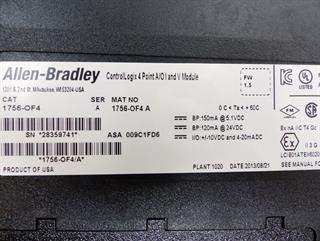 Allen-Bradley
ControlLogix 4 Point A/O I and V Module
1201 S. 2nd St. Milwaukee, WI 53204-USA
FW
1.5
CAT SER MAT NO
1756-OF4 A 1756-OF4 A
0 C < Ta < + 60C
BP: 150mA @ 5.1VDC
BP: 120mA @ 24VDC
I/O: +/-10VDC and 4-20mADC
SN *28359741* ASA 009C1FD6
*1756-OF4/A*
PRODUCT OF USA
PLANT 1020 DATE 2013/08/21
Ex nA IIC T4 Gc
Ex II 3 G